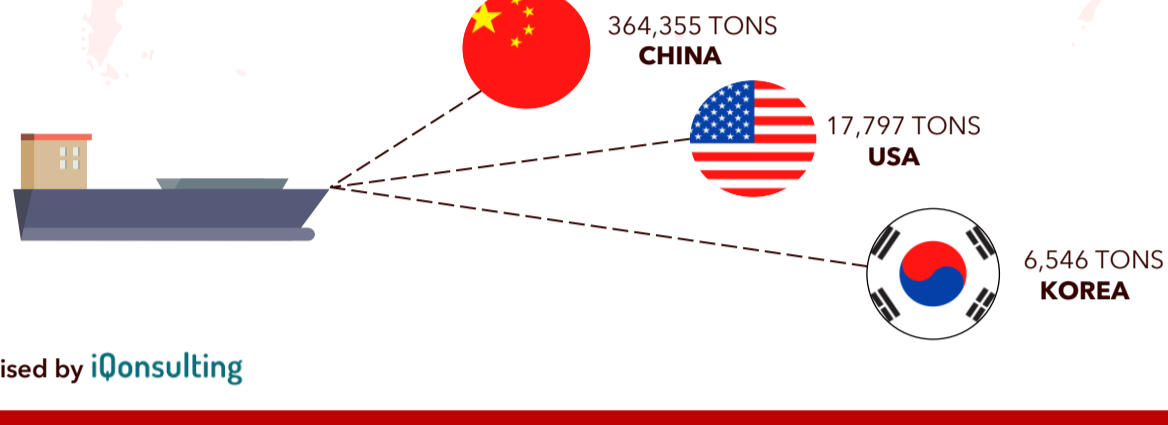 364,355 TONS
CHINA
17,797 TONS
USA
6,546 TONS
KOREA
ised by iQonsulting